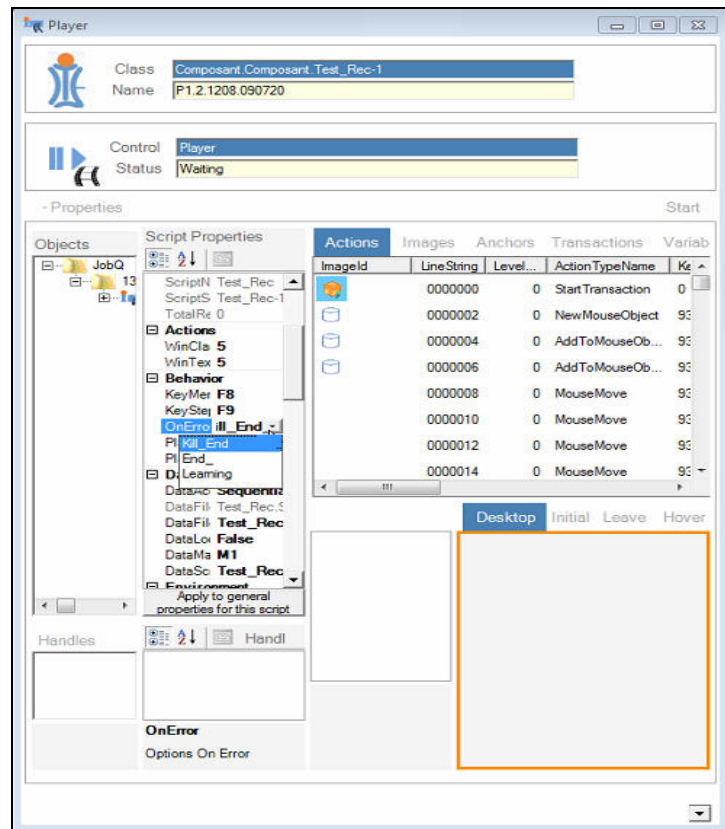 Player
Class Composant.Composant.Test_Rec-1
Name P1.2.1208.090720
Control Player
Status Waiting
- Properties Start
Objects
JobQ
13
Script Properties
ScriptN Test_Rec
ScriptS Test_Rec-1
TotalRe 0
Actions
WinCla 5
WinTex 5
Behavior
KeyMer F8
KeyStep F9
OnErro ill_End
Pl Kill_End
Pl End_
D Learning
DataAc Sequentia
DataFil Test_Rec.S
DataFil Test_Rec
DataLo False
DataMa M1
DataSc Test_Rec
Environment
Apply to general
properties for this script
Actions Images Anchors Transactions Variab
ImageId LineString Level... ActionTypeName Ke
0000000 0 StartTransaction 0
0000002 0 NewMouseObject 93
0000004 0 AddToMouseOb... 93
0000006 0 AddToMouseOb... 93
0000008 0 MouseMove 93
0000010 0 MouseMove 93
0000012 0 MouseMove 93
0000014 0 MouseMove 93
Desktop Initial Leave Hover
Handles
Handl
OnError
Options On Error